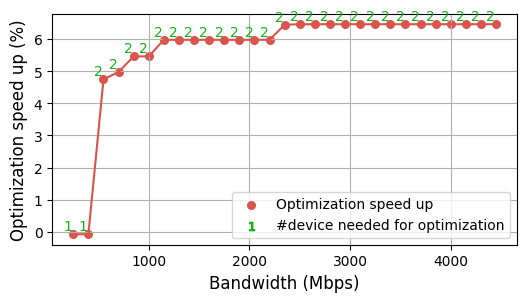 Optimization speed up (%)
6
5
4
3
2
1
0
1 1 2 2 2 2 2 2 2 2 2 2 2 2 2 2 2 2 2 2 2 2 2 2 2 2 2 2 2
Optimization speed up
1 #device needed for optimization
1000 2000 3000 4000
Bandwidth (Mbps)